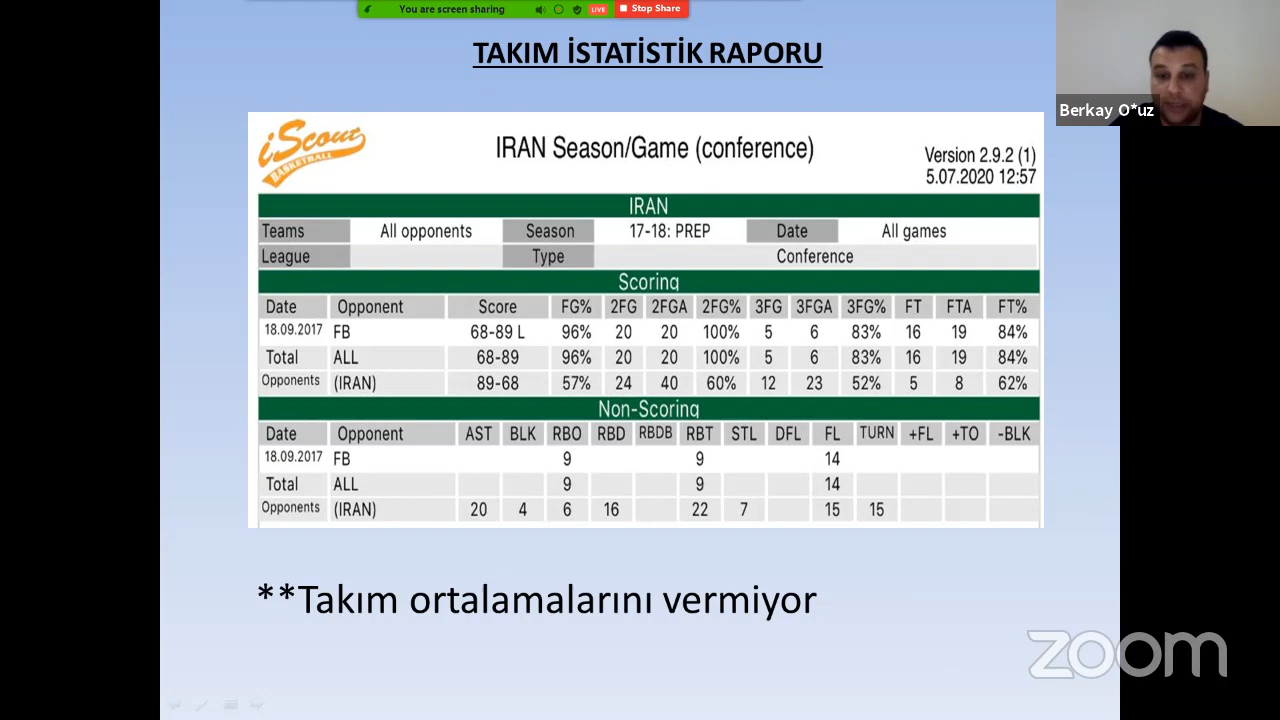 You are screen sharing
LIVE
Stop Share
TAKIM İSTATİSTİK RAPORU
Berkay O*uz
iScout
BASKETBALL
IRAN Season/Game (conference)
Version 2.9.2 (1)
5.07.2020 12:57
IRAN
Teams All opponents Season 17-18: PREP Date All games
League Type Conference
Scoring
Date Opponent Score FG% 2FG 2FGA 2FG% 3FG 3FGA 3FG% FT FTA FT%
18.09.2017 FB 68-89 L 96% 20 20 100% 5 6 83% 16 19 84%
Total ALL 68-89 96% 20 20 100% 5 6 83% 16 19 84%
Opponents (IRAN) 89-68 57% 24 40 60% 12 23 52% 5 8 62%
Non-Scoring
Date Opponent AST BLK RBO RBD RBDB RBT STL DFL FL TURN +FL +TO -BLK
18.09.2017 FB 9 9 14
Total ALL 9 9 14
Opponents (IRAN) 20 4 6 16 22 7 15 15
**Takım ortalamalarını vermiyor
zoom